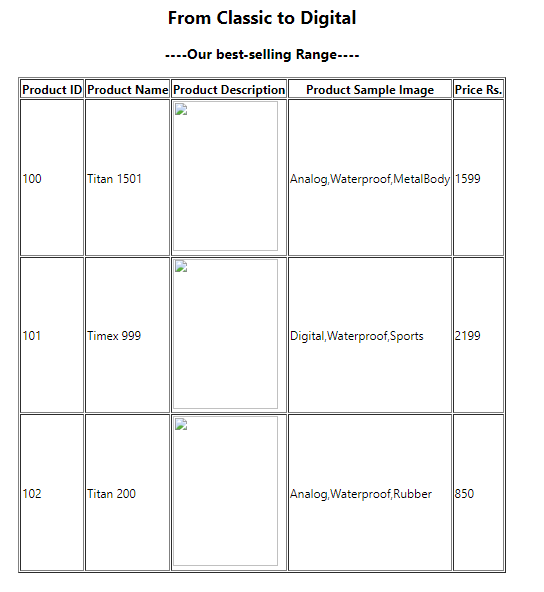 From Classic to Digital
----Our best-selling Range----
Product ID Product Name Product Description Product Sample Image Price Rs.
100 Titan 1501 Analog,Waterproof,MetalBody 1599
101 Timex 999 Digital,Waterproof,Sports 2199
102 Titan 200 Analog,Waterproof,Rubber 850